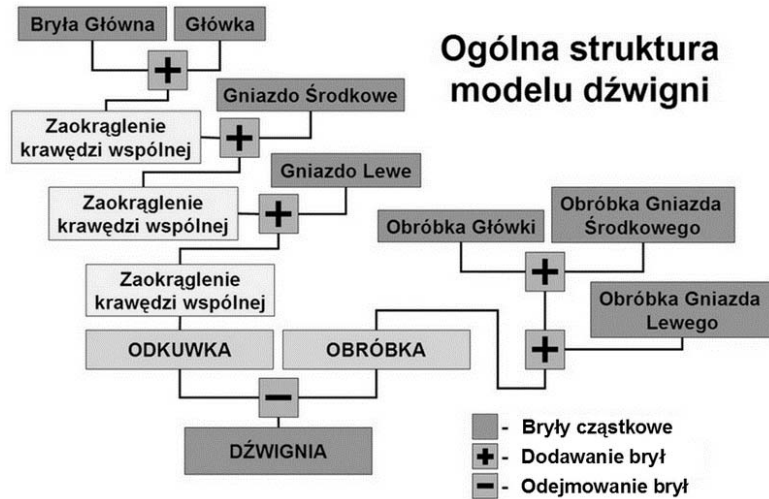 Bryła Główna
Główka
Ogólna struktura
modelu dźwigni
+
Gniazdo Środkowe
Zaokrąglenie
krawędzi wspólnej
+
Gniazdo Lewe
Zaokrąglenie
krawędzi wspólnej
+
Obróbka Główki
Obróbka Gniazda
Środkowego
Zaokrąglenie
krawędzi wspólnej
+
Obróbka Gniazda
Lewego
ODKUWKA
OBRÓBKA
+
−
DŹWIGNIA
- Bryły cząstkowe
+ - Dodawanie brył
− - Odejmowanie brył